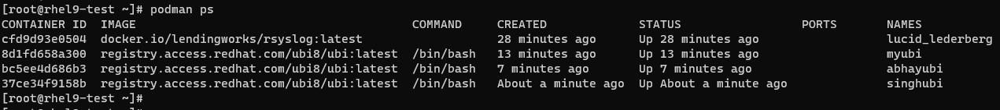 [root@rhel9-test ~]# podman ps
CONTAINER ID  IMAGE                                   COMMAND    CREATED             STATUS                 PORTS      NAMES
cfd9d93e0504  docker.io/lendingworks/rsyslog:latest              28 minutes ago      Up 28 minutes ago                 lucid_lederberg
8d1fd658a300  registry.access.redhat.com/ubi8/ubi:latest  /bin/bash  13 minutes ago      Up 13 minutes ago                 myubi
bc5ee4d686b3  registry.access.redhat.com/ubi8/ubi:latest  /bin/bash  7 minutes ago       Up 7 minutes ago                  abhayubi
37ce34f9158b  registry.access.redhat.com/ubi8/ubi:latest  /bin/bash  About a minute ago  Up About a minute ago             singhubi
[root@rhel9-test ~]#